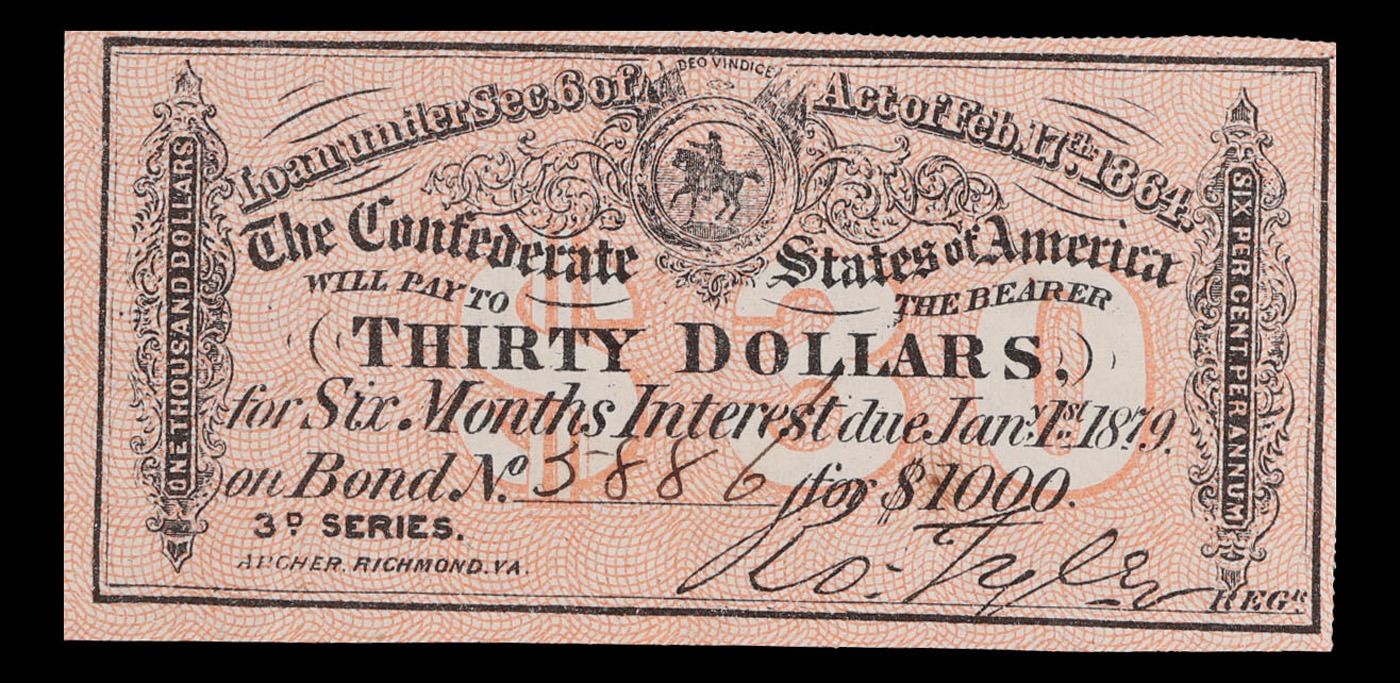 DEO VINDICE
Loan under Sec. 6 of Act of Feb. 17th 1864.
The Confederate States of America
WILL PAY TO THE BEARER
(THIRTY DOLLARS,)
for Six Months Interest due Jany. 1st 1879.
on Bond No. 5886 for $1000.
3D SERIES.
ARCHER, RICHMOND. VA.
Ro. Tyler REGR
ONE THOUSAND DOLLARS
SIX PER CENT. PER ANNUM
$30